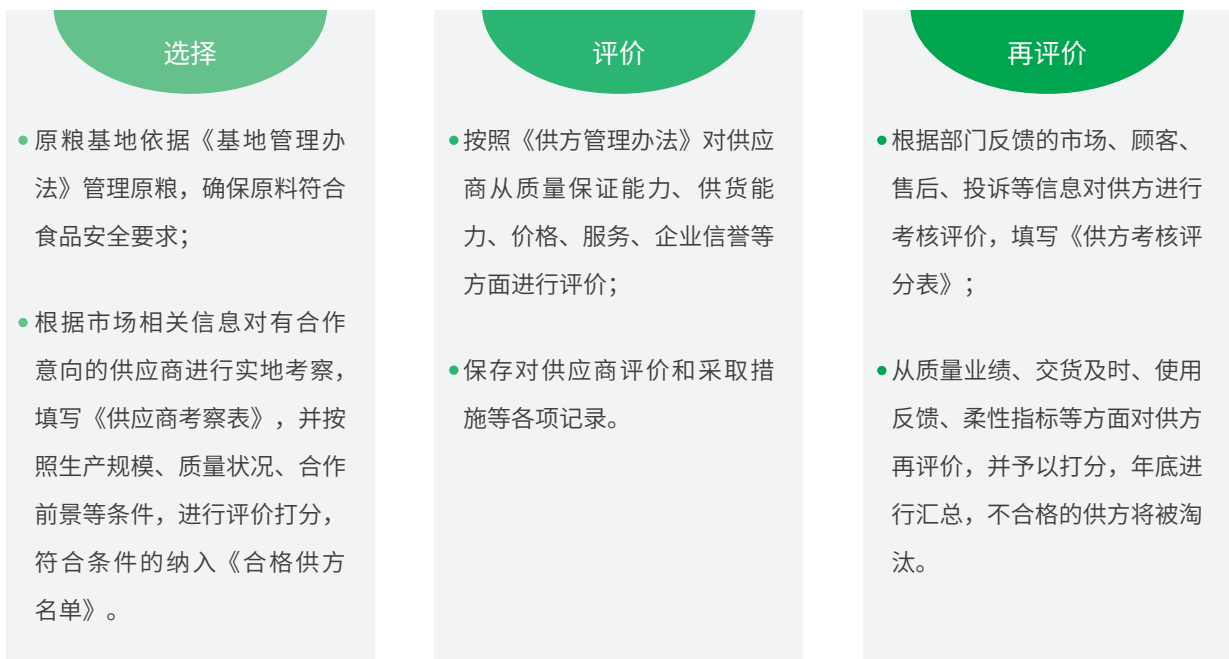 选择
原粮基地依据《基地管理办
法》管理原粮，确保原料符合
食品安全要求；
根据市场相关信息对有合作
意向的供应商进行实地考察，
填写《供应商考察表》，并按
照生产规模、质量状况、合作
前景等条件，进行评价打分，
符合条件的纳入《合格供方
名单》。
评价
按照《供方管理办法》对供应
商从质量保证能力、供货能
力、价格、服务、企业信誉等
方面进行评价；
保存对供应商评价和采取措
施等各项记录。
再评价
根据部门反馈的市场、顾客、
售后、投诉等信息对供方进行
考核评价，填写《供方考核评
分表》；
从质量业绩、交货及时、使用
反馈、柔性指标等方面对供方
再评价，并予以打分，年底进
行汇总，不合格的供方将被淘
汰。